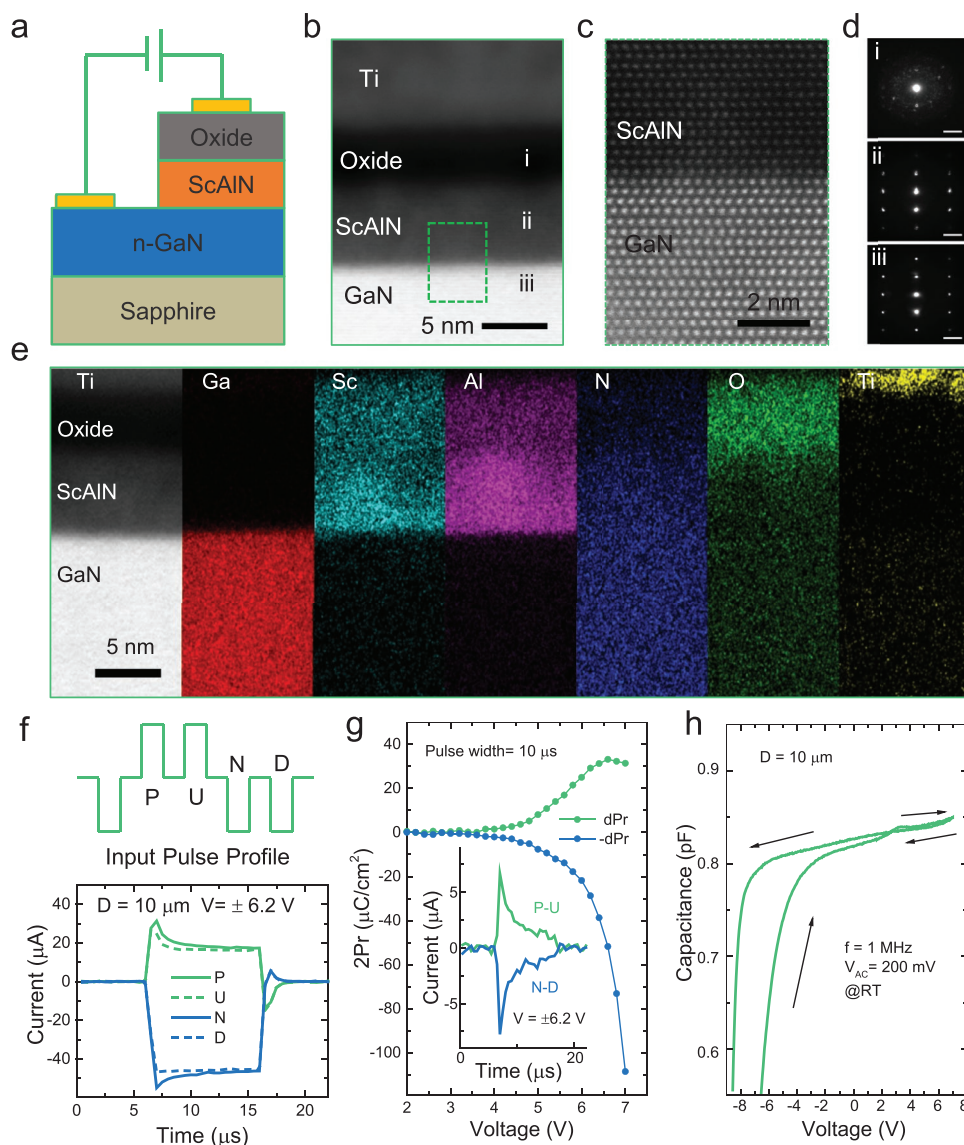 a
Oxide
ScAlN
n-GaN
Sapphire
b
Ti
Oxide
i
ScAlN
ii
GaN
iii
5 nm
c
ScAlN
GaN
2 nm
d
i
ii
iii
e
Ti
Ga
Sc
Al
N
O
Ti
Oxide
ScAlN
GaN
5 nm
f
P
U
N
D
Input Pulse Profile
D = 10 μm V= ± 6.2 V
40
20
0
-20
-40
Current (μA)
P
U
N
D
0 5 10 15 20
Time (μs)
g
Pulse width= 10 μs
40
20
0
-20
-40
-60
-80
-100
2Pr (μC/cm²)
dPr
-dPr
5
0
-5
Current (μA)
P-U
N-D
V = ±6.2 V
0 20
Time (μs)
2 3 4 5 6 7
Voltage (V)
h
D = 10 μm
0.9
0.8
0.7
0.6
Capacitance (pF)
f = 1 MHz
V_AC = 200 mV
@RT
-8 -6 -4 -2 0 2 4 6 8
Voltage (V)